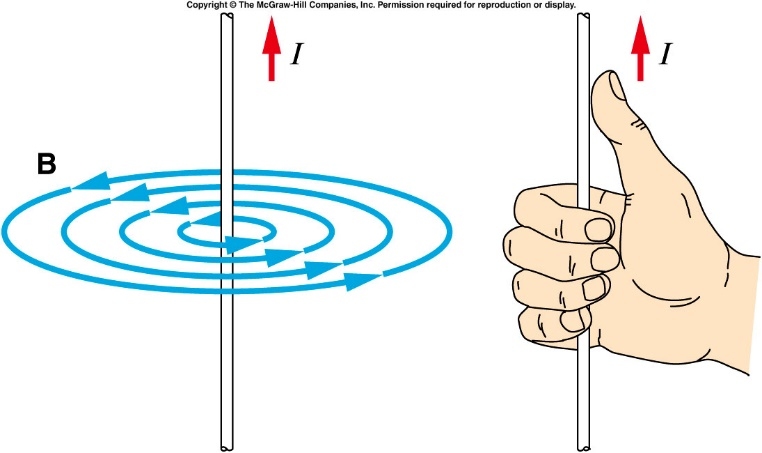 Copyright © The McGraw-Hill Companies, Inc. Permission required for reproduction or display.
I
I
B